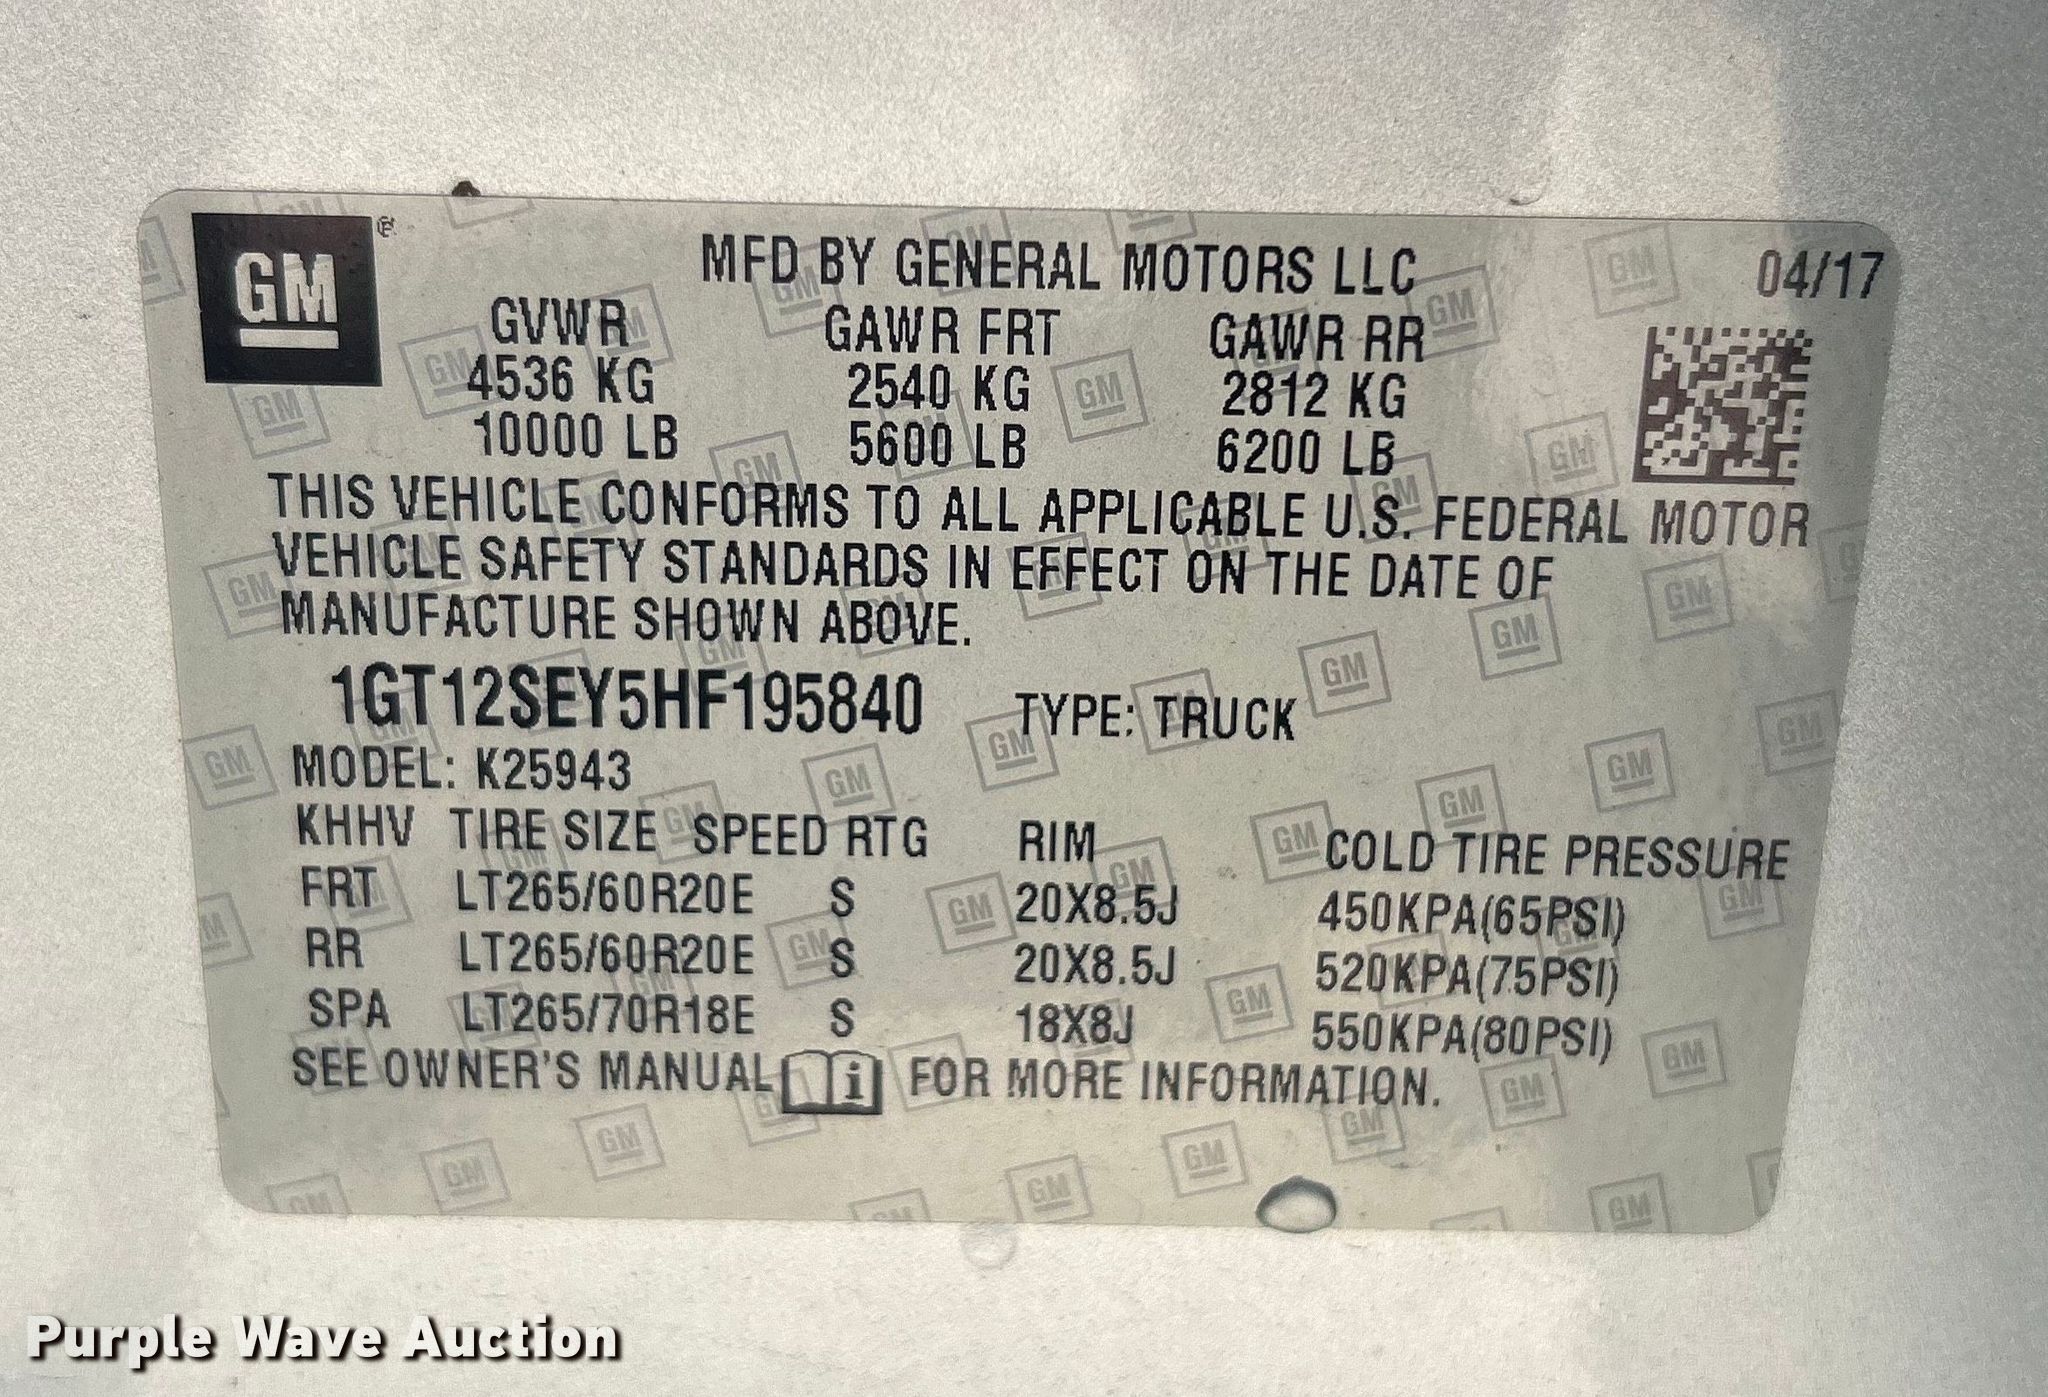 GM
MFD BY GENERAL MOTORS LLC 04/17
GVWR GAWR FRT GAWR RR
4536 KG 2540 KG 2812 KG
10000 LB 5600 LB 6200 LB
THIS VEHICLE CONFORMS TO ALL APPLICABLE U.S. FEDERAL MOTOR
VEHICLE SAFETY STANDARDS IN EFFECT ON THE DATE OF
MANUFACTURE SHOWN ABOVE.
1GT12SEY5HF195840 TYPE: TRUCK
MODEL: K25943
KHHV TIRE SIZE SPEED RTG RIM COLD TIRE PRESSURE
FRT LT265/60R20E S 20X8.5J 450KPA(65PSI)
RR LT265/60R20E S 20X8.5J 520KPA(75PSI)
SPA LT265/70R18E S 18X8J 550KPA(80PSI)
SEE OWNER'S MANUAL i FOR MORE INFORMATION.
Purple Wave Auction